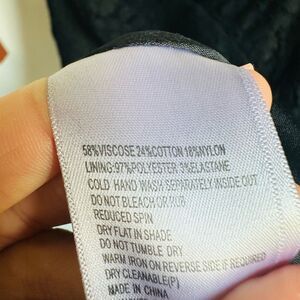 58%VISCOSE 24%COTTON 18%NYLON
LINING:97%POLYESTER 3%ELASTANE
COLD HAND WASH SEPARATELY INSIDE OUT
DO NOT BLEACH OR RUB
REDUCED SPIN
DRY FLAT IN SHADE
DO NOT TUMBLE DRY
WARM IRON ON REVERSE SIDE IF REQUIRED
DRY CLEANABLE(P)
MADE IN CHINA